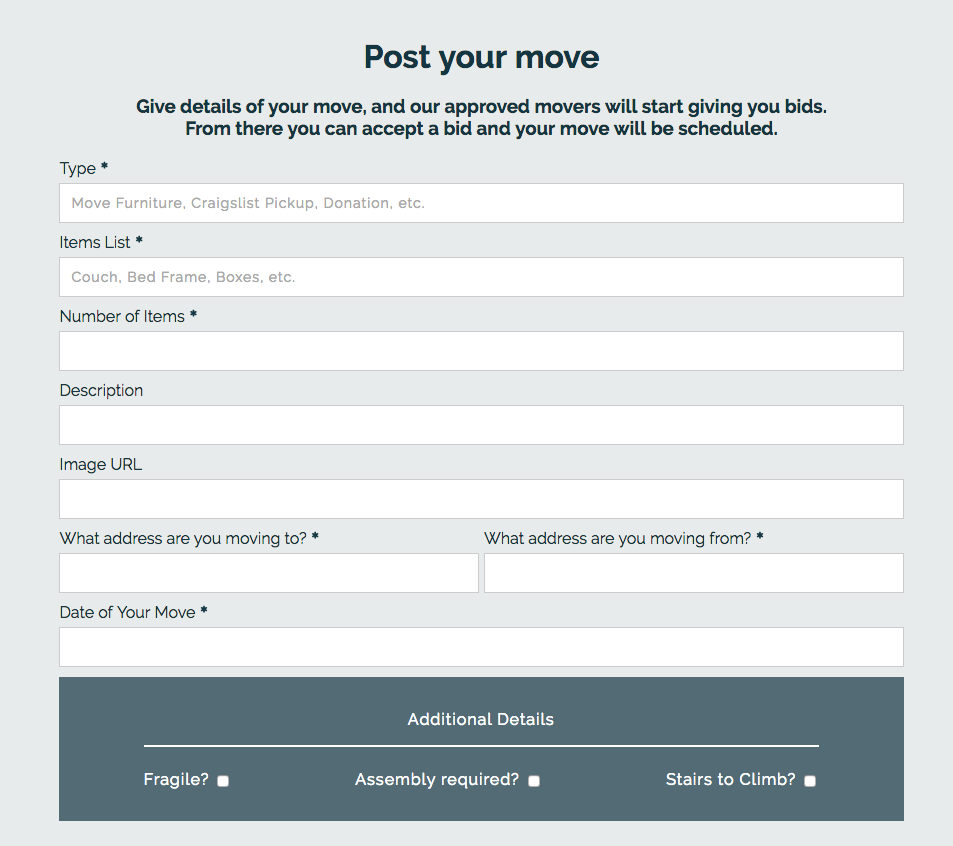 Post your move
Give details of your move, and our approved movers will start giving you bids.
From there you can accept a bid and your move will be scheduled.
Type *
Move Furniture, Craigslist Pickup, Donation, etc.
Items List *
Couch, Bed Frame, Boxes, etc.
Number of Items *
Description
Image URL
What address are you moving to? * What address are you moving from? *
Date of Your Move *
Additional Details
Fragile? Assembly required? Stairs to Climb?